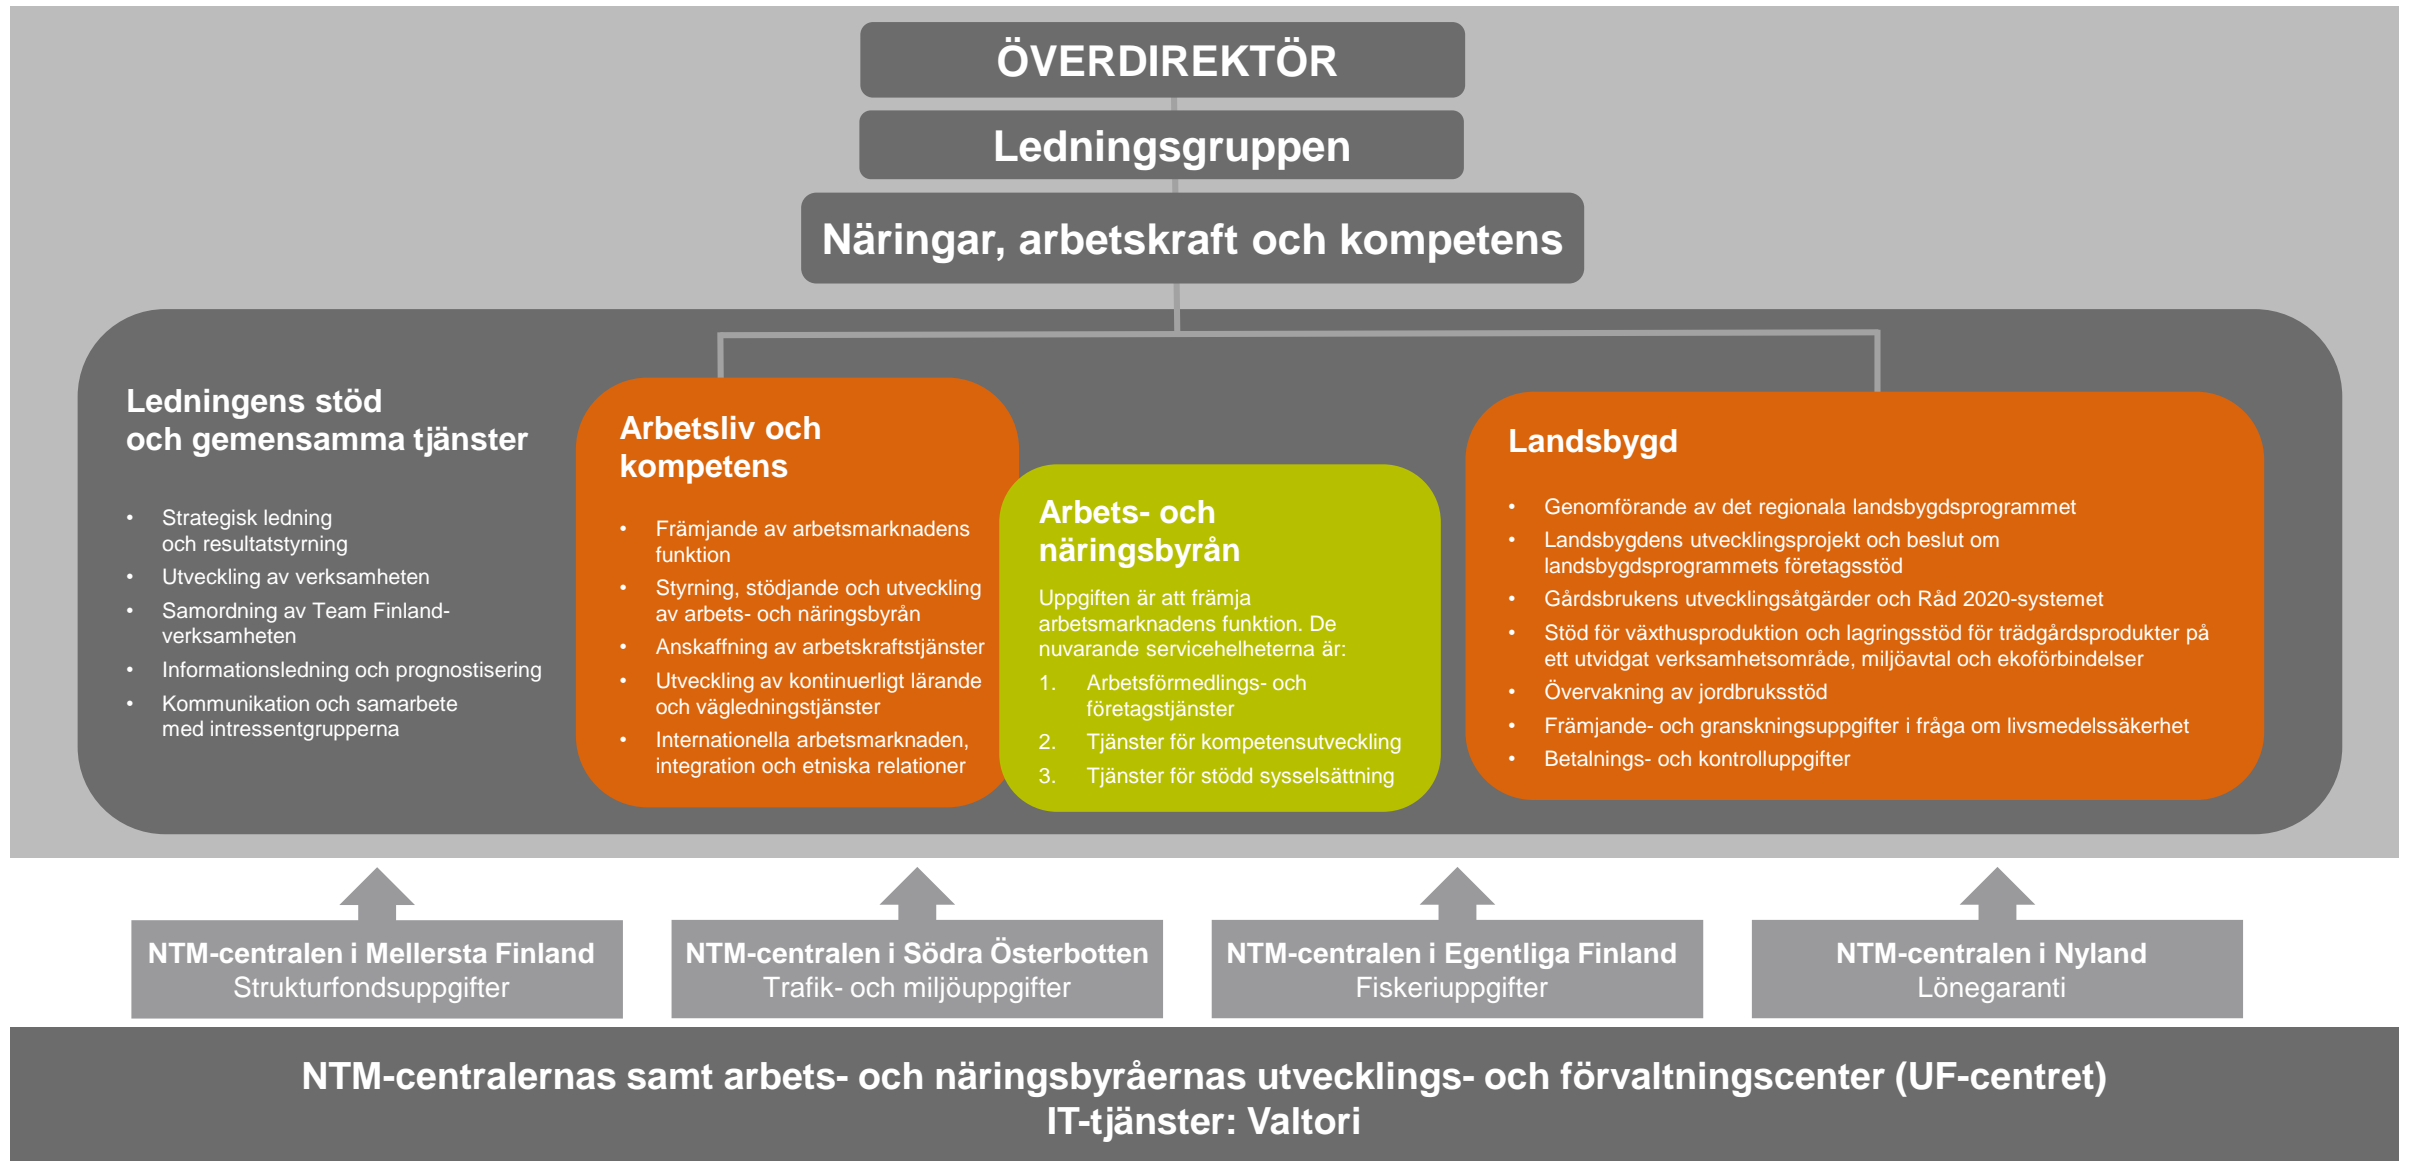 ÖVERDIREKTÖR
Ledningsgruppen
Näringar, arbetskraft och kompetens
Ledningens stöd
och gemensamma tjänster
• Strategisk ledning
och resultatstyrning
• Utveckling av verksamheten
• Samordning av Team Finland-
verksamheten
• Informationsledning och prognostisering
• Kommunikation och samarbete
med intressentgrupperna
Arbetsliv och
kompetens
• Främjande av arbetsmarknadens
funktion
• Styrning, stödjande och utveckling
av arbets- och näringsbyrån
• Anskaffning av arbetskraftstjänster
• Utveckling av kontinuerligt lärande
och vägledningstjänster
• Internationella arbetsmarknaden,
integration och etniska relationer
Arbets- och
näringsbyrån
Uppgiften är att främja
arbetsmarknadens funktion. De
nuvarande servicehelheterna är:
1. Arbetsförmedlings- och
företagstjänster
2. Tjänster för kompetensutveckling
3. Tjänster för stödd sysselsättning
Landsbygd
• Genomförande av det regionala landsbygdsprogrammet
• Landsbygdens utvecklingsprojekt och beslut om
landsbygdsprogrammets företagsstöd
• Gårdsbrukens utvecklingsåtgärder och Råd 2020-systemet
• Stöd för växthusproduktion och lagringsstöd för trädgårdsprodukter på
ett utvidgat verksamhetsområde, miljöavtal och ekoförbindelser
• Övervakning av jordbruksstöd
• Främjande- och granskningsuppgifter i fråga om livsmedelssäkerhet
• Betalnings- och kontrolluppgifter
NTM-centralen i Mellersta Finland
Strukturfondsuppgifter
NTM-centralen i Södra Österbotten
Trafik- och miljöuppgifter
NTM-centralen i Egentliga Finland
Fiskeriuppgifter
NTM-centralen i Nyland
Lönegaranti
NTM-centralernas samt arbets- och näringsbyråernas utvecklings- och förvaltningscenter (UF-centret)
IT-tjänster: Valtori